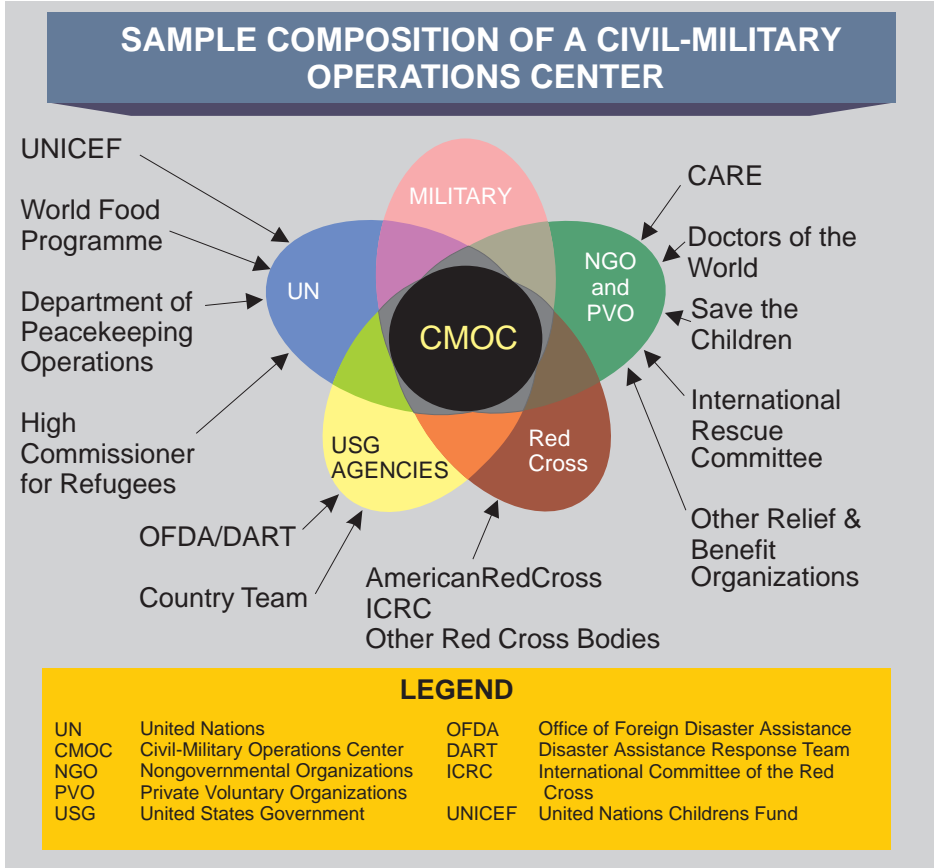 SAMPLE COMPOSITION OF A CIVIL-MILITARY
OPERATIONS CENTER
UNICEF
World Food
Programme
Department of
Peacekeeping
Operations
High
Commissioner
for Refugees
MILITARY
UN
NGO
and
PVO
CMOC
USG
AGENCIES
Red
Cross
CARE
Doctors of the
World
Save the
Children
International
Rescue
Committee
Other Relief &
Benefit
Organizations
OFDA/DART
Country Team
AmericanRedCross
ICRC
Other Red Cross Bodies
LEGEND
UN United Nations
CMOC Civil-Military Operations Center
NGO Nongovernmental Organizations
PVO Private Voluntary Organizations
USG United States Government
OFDA Office of Foreign Disaster Assistance
DART Disaster Assistance Response Team
ICRC International Committee of the Red
Cross
UNICEF United Nations Childrens Fund